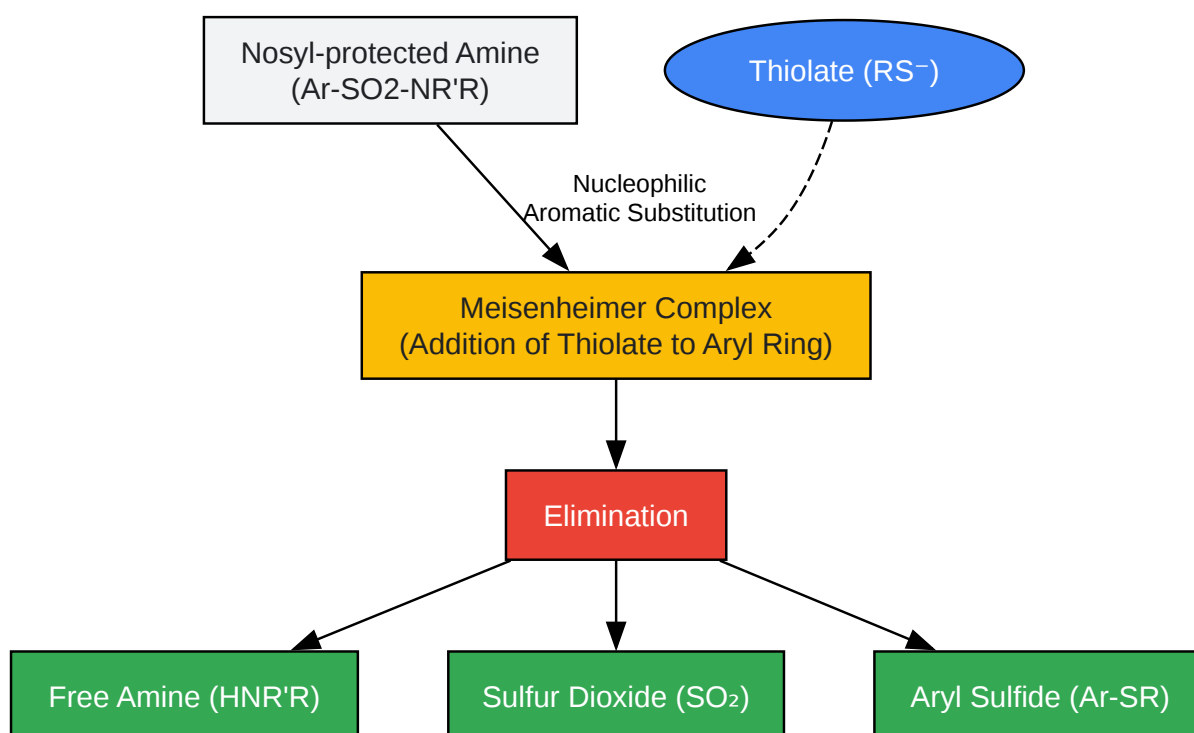 Nosyl-protected Amine
(Ar-SO2-NR'R)
Thiolate (RS⁻)
Nucleophilic
Aromatic Substitution
Meisenheimer Complex
(Addition of Thiolate to Aryl Ring)
Elimination
Free Amine (HNR'R)
Sulfur Dioxide (SO₂)
Aryl Sulfide (Ar-SR)